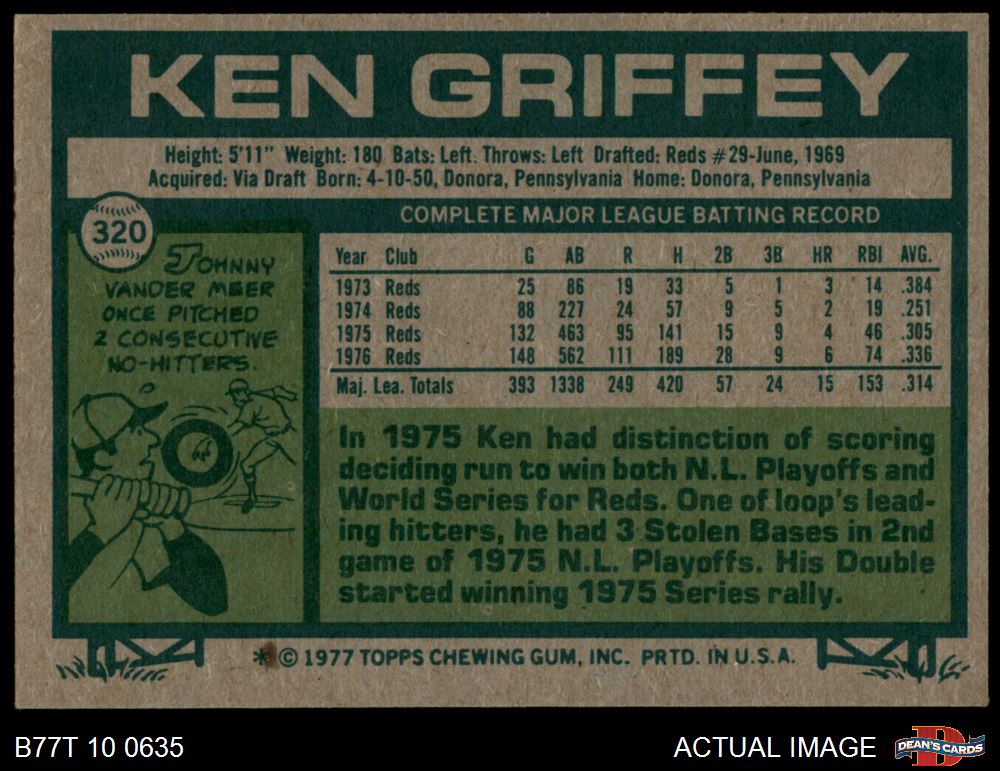 KEN GRIFFEY
Height: 5'11" Weight: 180 Bats: Left. Throws: Left Drafted: Reds #29-June, 1969
Acquired: Via Draft Born: 4-10-50, Donora, Pennsylvania Home: Donora, Pennsylvania
320
JOHNNY
VANDER MEER
ONCE PITCHED
2 CONSECUTIVE
NO-HITTERS.
COMPLETE MAJOR LEAGUE BATTING RECORD
Year Club G AB R H 2B 3B HR RBI AVG.
1973 Reds 25 86 19 33 5 1 3 14 .384
1974 Reds 88 227 24 57 9 5 2 19 .251
1975 Reds 132 463 95 141 15 9 4 46 .305
1976 Reds 148 562 111 189 28 9 6 74 .336
Maj. Lea. Totals 393 1338 249 420 57 24 15 153 .314
In 1975 Ken had distinction of scoring
deciding run to win both N.L. Playoffs and
World Series for Reds. One of loop's lead-
ing hitters, he had 3 Stolen Bases in 2nd
game of 1975 N.L. Playoffs. His Double
started winning 1975 Series rally.
* © 1977 TOPPS CHEWING GUM, INC. PRTD. IN U.S.A.
B77T 10 0635
ACTUAL IMAGE
D
DEAN'S CARDS